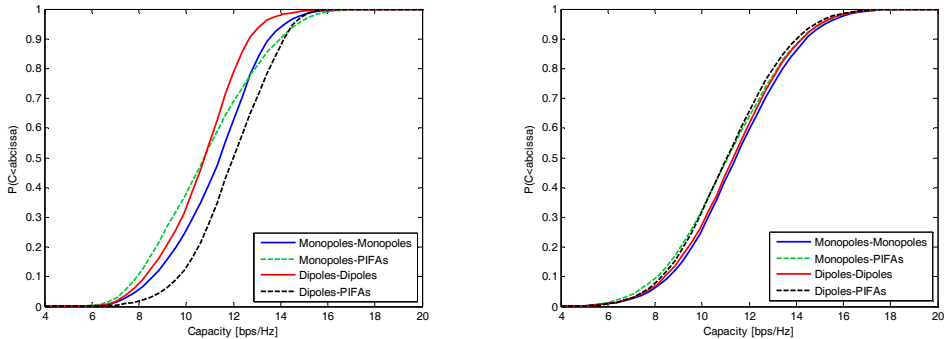 1
0.9
0.8
0.7
0.6
0.5
0.4
0.3
0.2
0.1
0
P(C<abcissa)
4 6 8 10 12 14 16 18 20
Capacity [bps/Hz]
Monopoles-Monopoles
Monopoles-PIFAs
Dipoles-Dipoles
Dipoles-PIFAs
1
0.9
0.8
0.7
0.6
0.5
0.4
0.3
0.2
0.1
0
P(C<abcissa)
4 6 8 10 12 14 16 18 20
Capacity [bps/Hz]
Monopoles-Monopoles
Monopoles-PIFAs
Dipoles-Dipoles
Dipoles-PIFAs